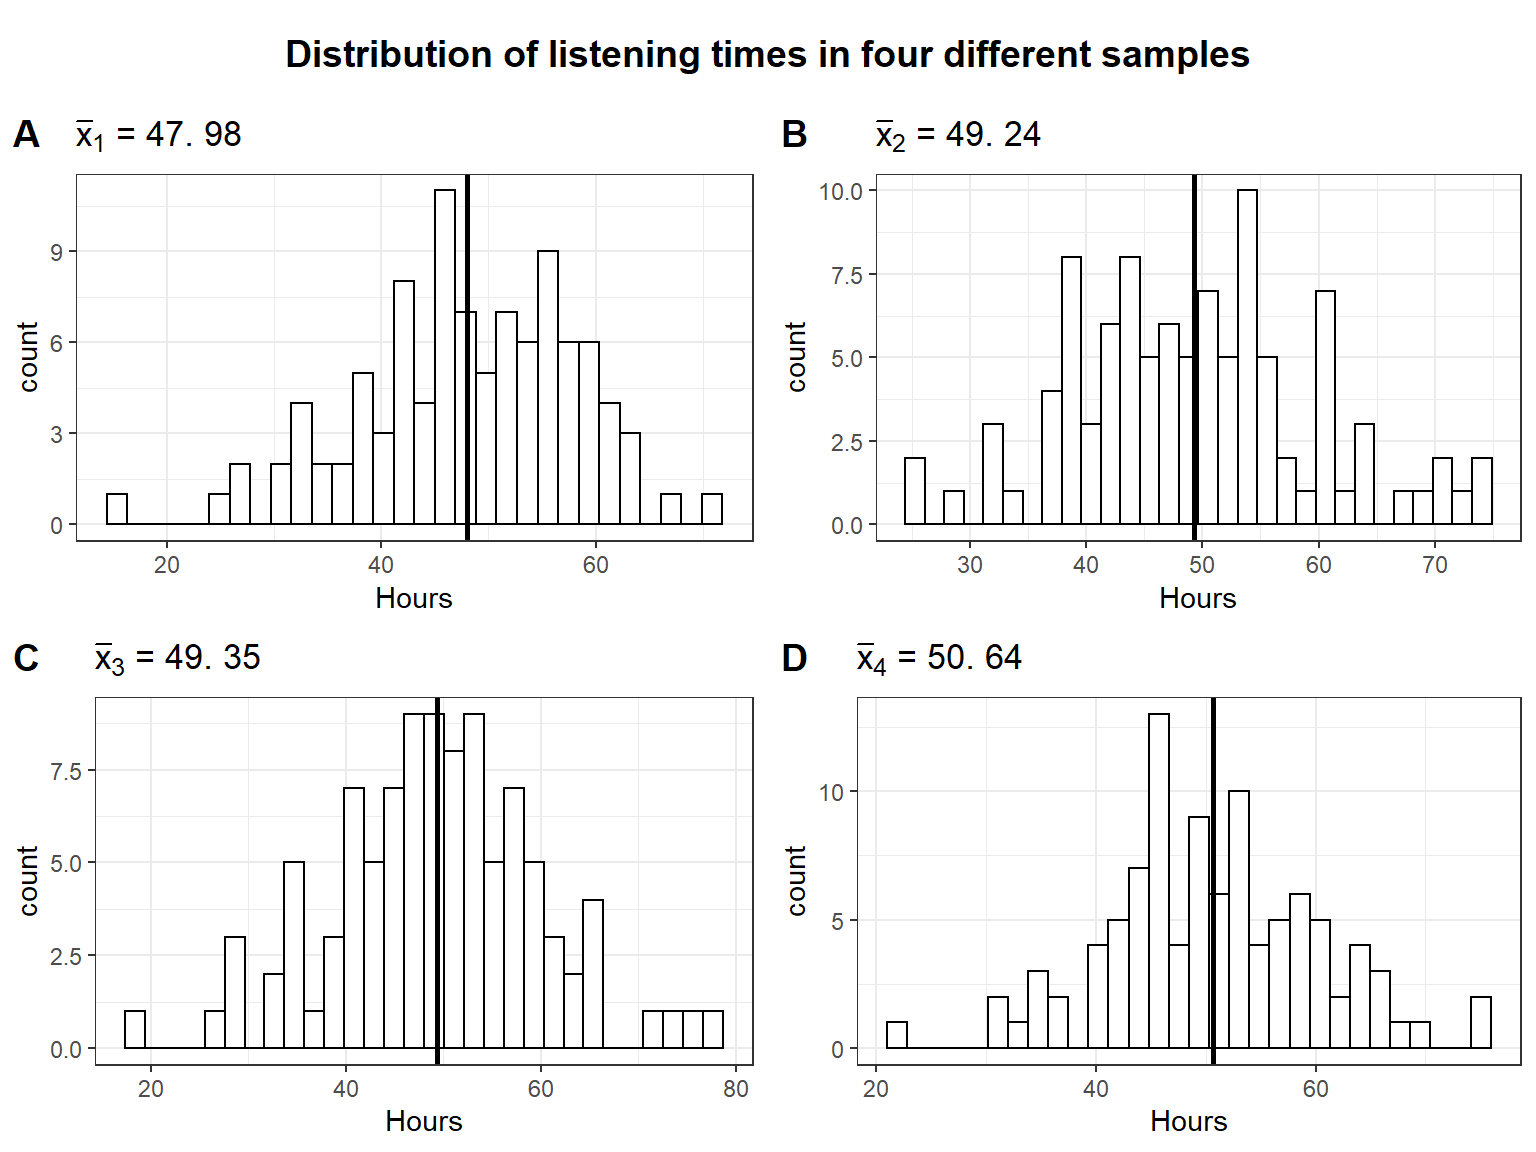 Distribution of listening times in four different samples
A x̅₁ = 47. 98
count
9
6
3
0
20 40 60
Hours
B x̅₂ = 49. 24
count
10.0
7.5
5.0
2.5
0.0
30 40 50 60 70
Hours
C x̅₃ = 49. 35
count
7.5
5.0
2.5
0.0
20 40 60 80
Hours
D x̅₄ = 50. 64
count
10
5
0
20 40 60
Hours